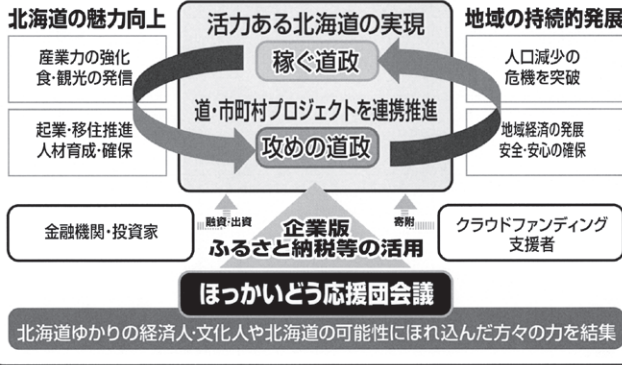 北海道の魅力向上
産業力の強化
食・観光の発信
起業・移住推進
人材育成・確保
活力ある北海道の実現
稼ぐ道政
道・市町村プロジェクトを連携推進
攻めの道政
地域の持続的発展
人口減少の
危機を突破
地域経済の発展
安全・安心の確保
金融機関・投資家
融資・出資
企業版
ふるさと納税等の活用
寄附
クラウドファンディング
支援者
ほっかいどう応援団会議
北海道ゆかりの経済人・文化人や北海道の可能性にほれ込んだ方々の力を結集